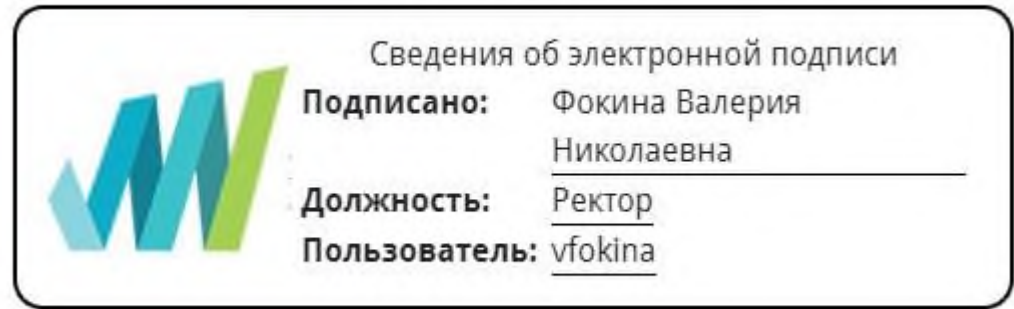 Сведения об электронной подписи
Подписано: Фокина Валерия
Николаевна
Должность: Ректор
Пользователь: vfokina